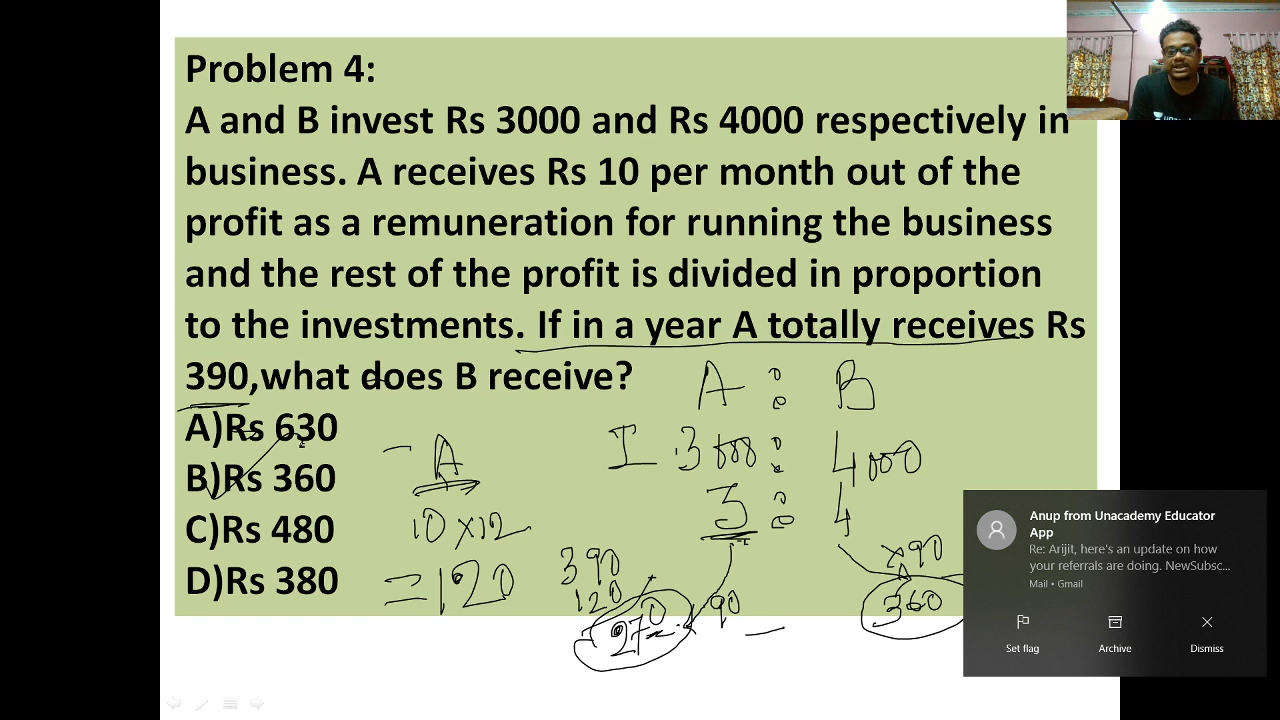 Problem 4:
A and B invest Rs 3000 and Rs 4000 respectively in
business. A receives Rs 10 per month out of the
profit as a remuneration for running the business
and the rest of the profit is divided in proportion
to the investments. If in a year A totally receives Rs
390,what does B receive?
A)Rs 630
B)Rs 360
C)Rs 480
D)Rs 380
A : B
I 3000 : 4000
3 : 4
A
10 x 12
= 120
390
120
270
90
x 90
360
Anup from Unacademy Educator
App
Re: Arijit, here's an update on how
your referrals are doing. NewSubsc...
Mail • Gmail
Set flag Archive Dismiss